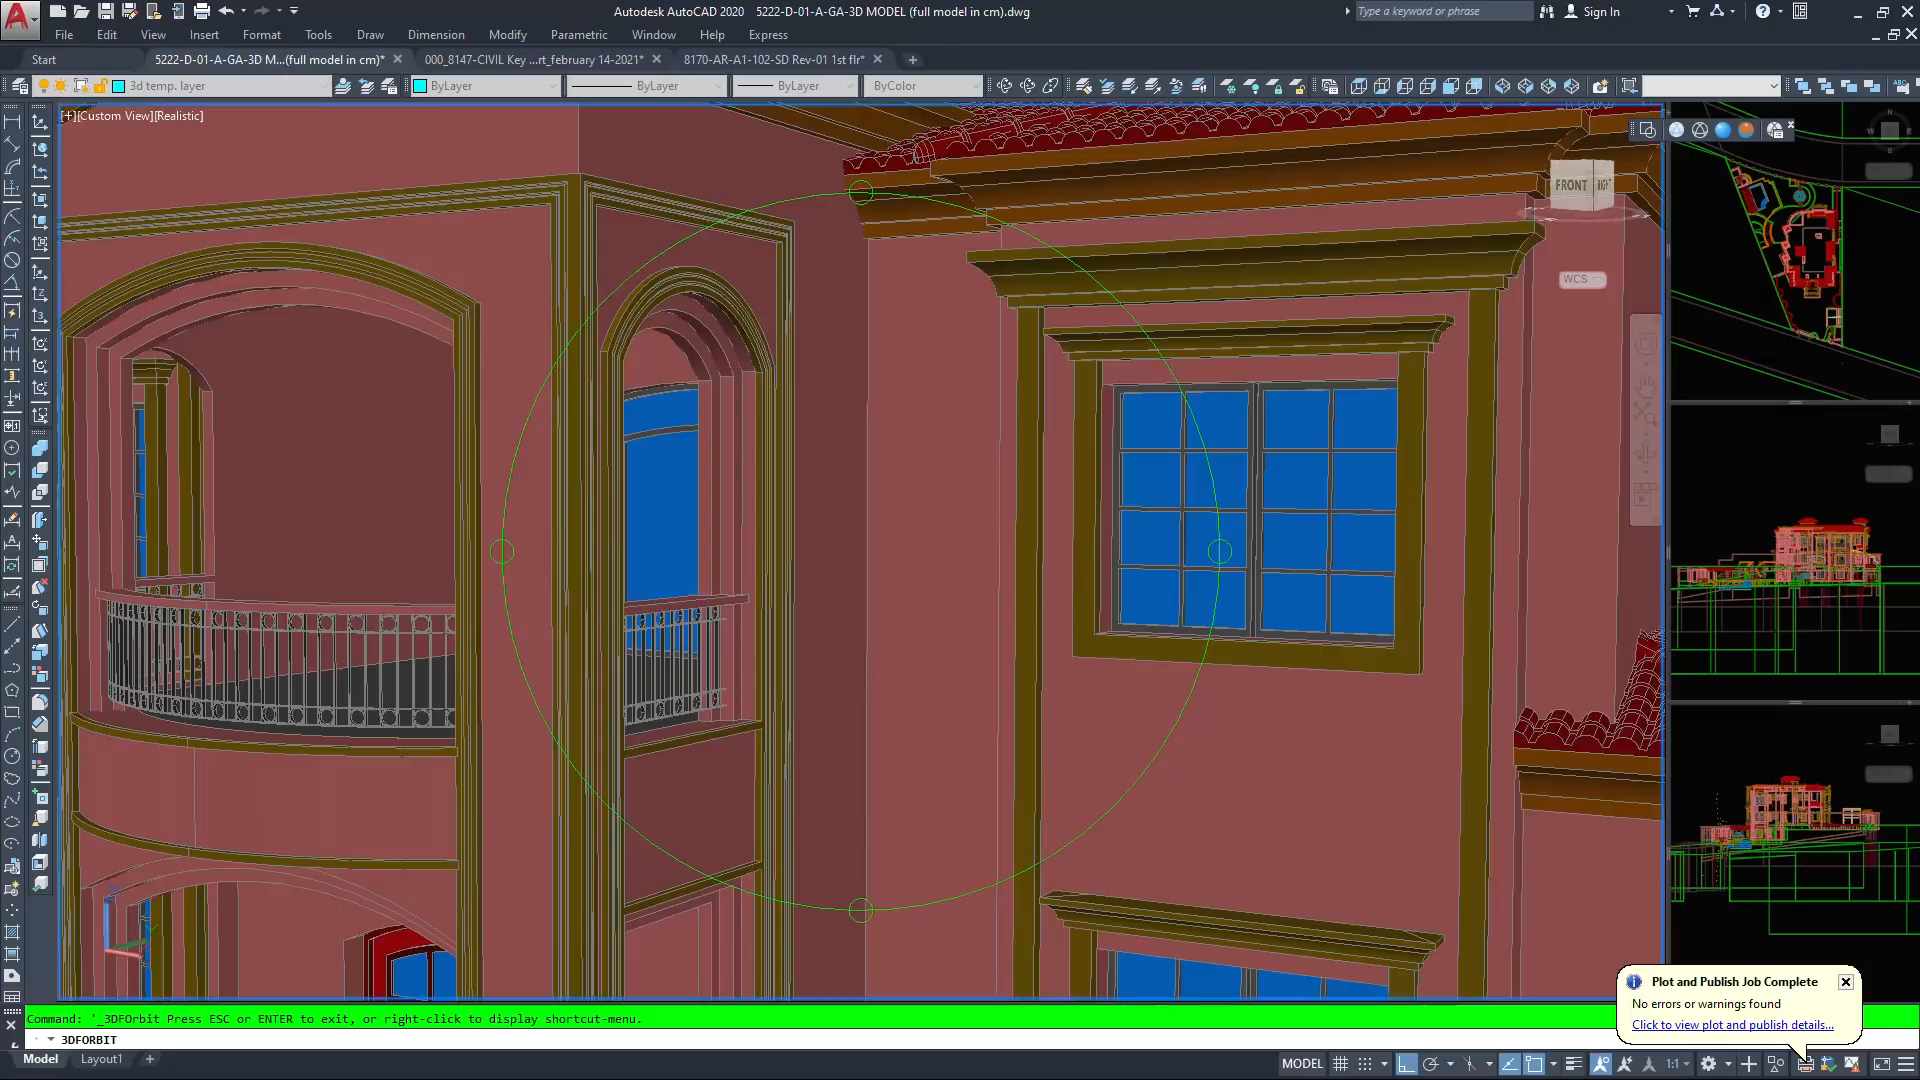 Autodesk AutoCAD 2020 5222-D-01-A-GA-3D MODEL (full model in cm).dwg
Type a keyword or phrase
Sign In
File Edit View Insert Format Tools Draw Dimension Modify Parametric Window Help Express
Start
5222-D-01-A-GA-3D M...(full model in cm)*
000_8147-CIVIL Key ...rt_february 14-2021*
8170-AR-A1-102-SD Rev-01 1st flr*
3d temp. layer
ByLayer
ByLayer
ByLayer
ByColor
[+][Custom View][Realistic]
FRONT
WCS
Plot and Publish Job Complete
No errors or warnings found
Click to view plot and publish details...
Command: '_3DFOrbit Press ESC or ENTER to exit, or right-click to display shortcut-menu.
3DFORBIT
Model Layout1
MODEL
1:1